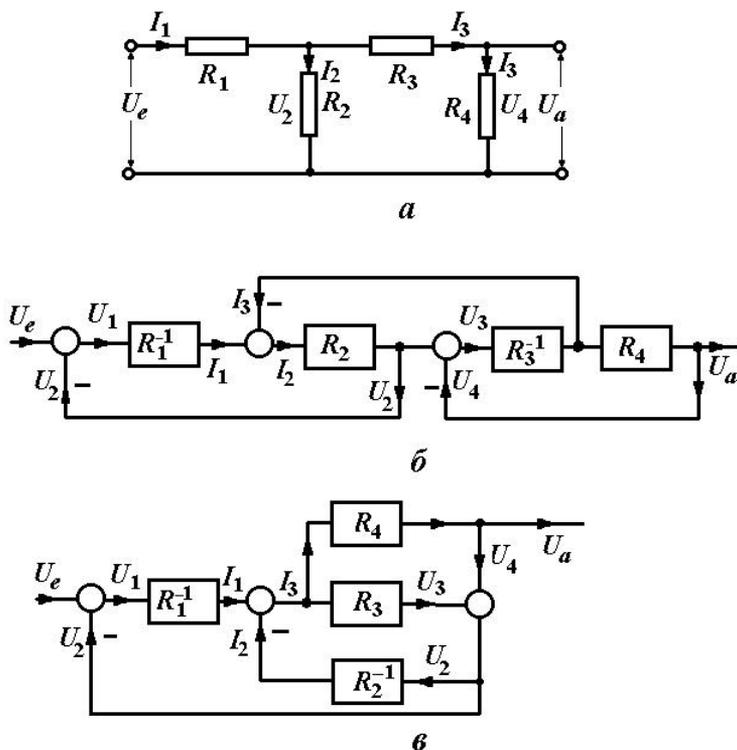 I₁ I₃
R₁ I₂ R₃ I₃
Uₑ U₂ R₂ R₄ U₄ Uₐ
а
I₃ −
Uₑ U₁ R₁⁻¹ I₁ I₂ R₂ U₃ R₃⁻¹ R₄ Uₐ
U₂ − U₂ − U₄
б
R₄ Uₐ
U₄
Uₑ U₁ R₁⁻¹ I₁ I₃ R₃ U₃
U₂ − I₂ − R₂⁻¹ U₂
в